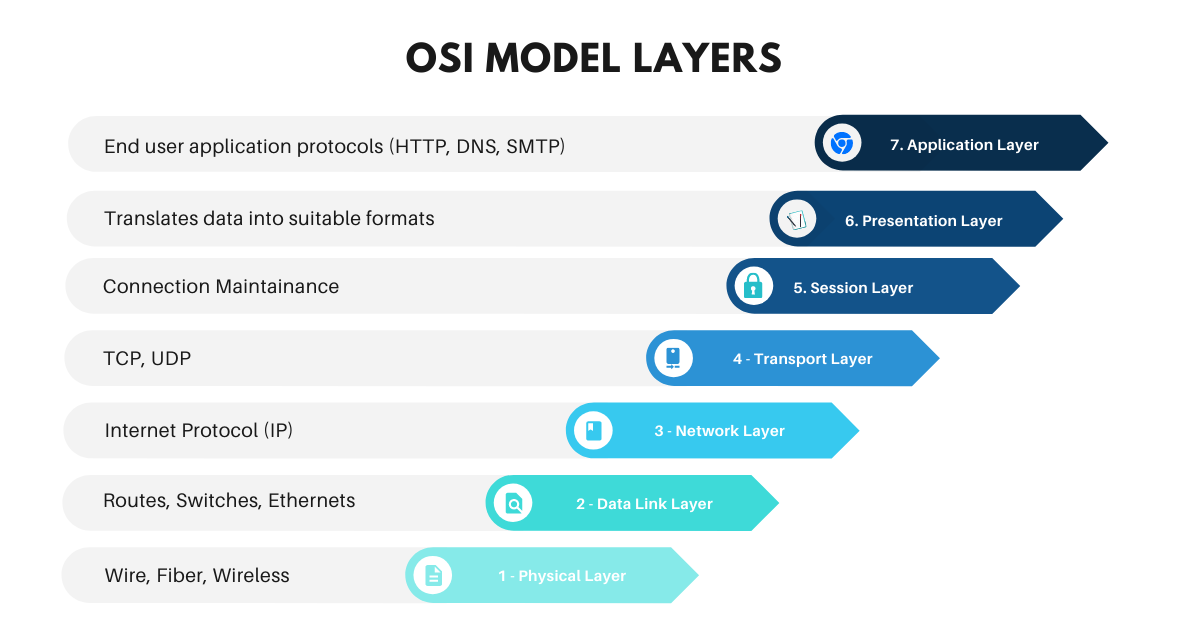 OSI MODEL LAYERS
End user application protocols (HTTP, DNS, SMTP)
7. Application Layer
Translates data into suitable formats
6. Presentation Layer
Connection Maintainance
5. Session Layer
TCP, UDP
4 - Transport Layer
Internet Protocol (IP)
3 - Network Layer
Routes, Switches, Ethernets
2 - Data Link Layer
Wire, Fiber, Wireless
1 - Physical Layer